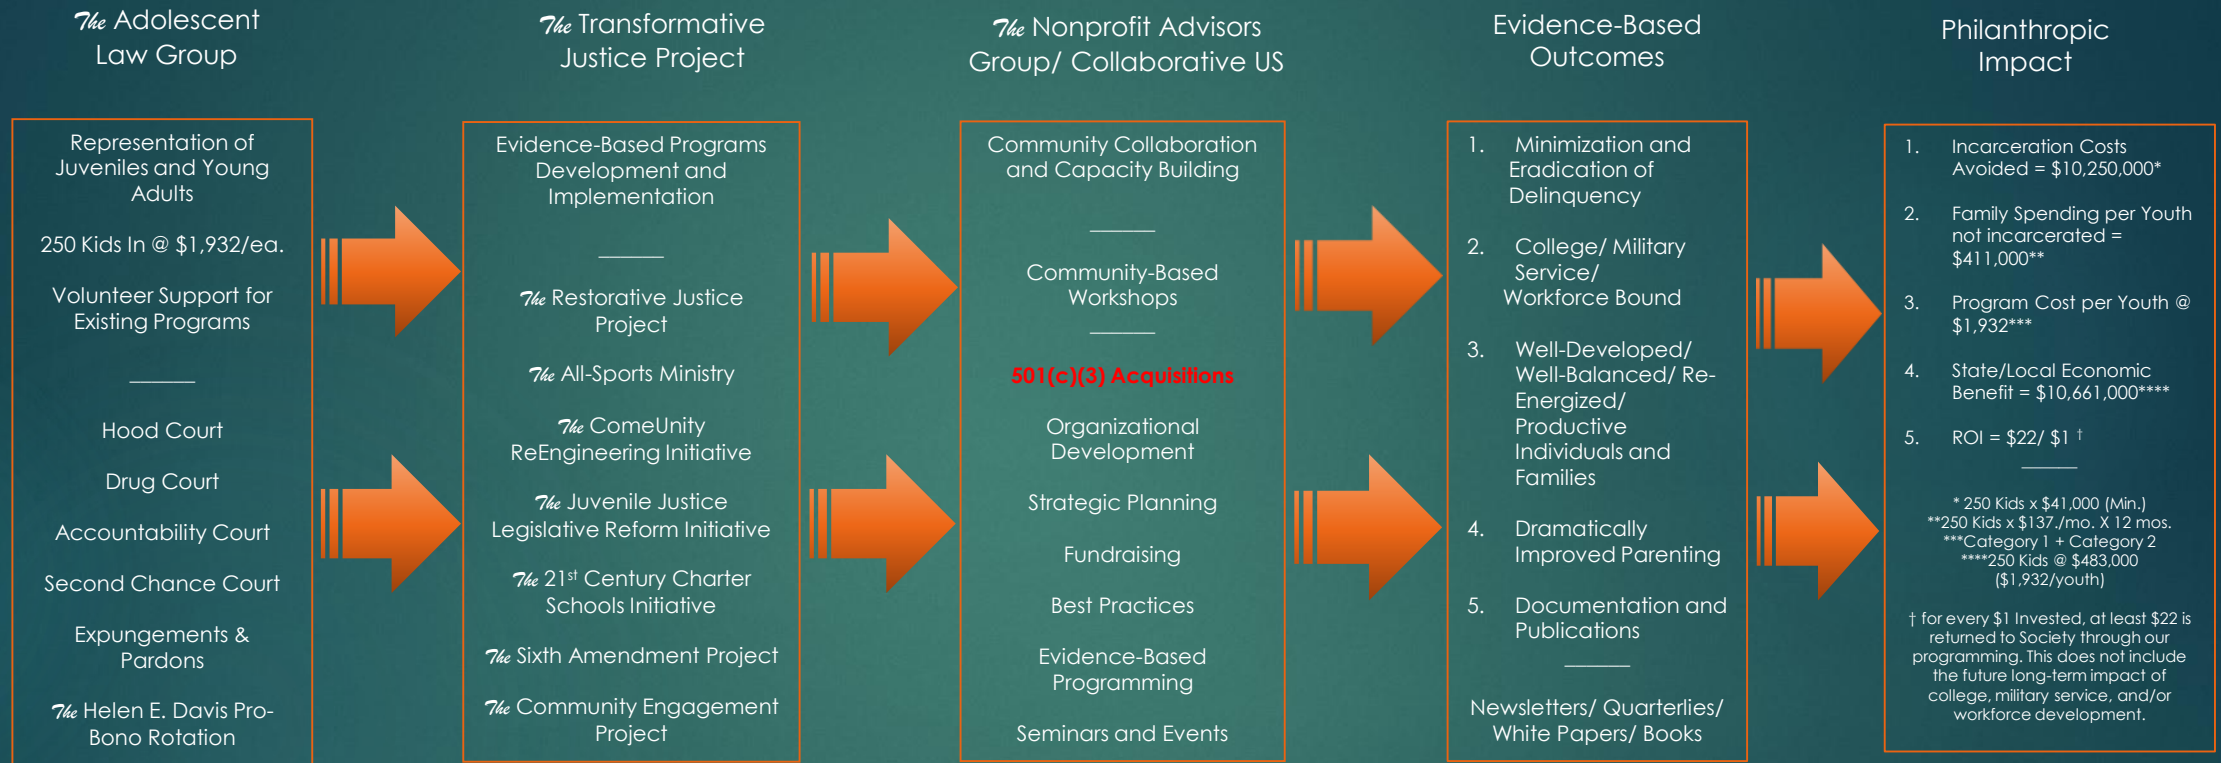 The Adolescent
Law Group
Representation of
Juveniles and Young
Adults
250 Kids In @ $1,932/ea.
Volunteer Support for
Existing Programs
______
Hood Court
Drug Court
Accountability Court
Second Chance Court
Expungements &
Pardons
The Helen E. Davis Pro-
Bono Rotation
The Transformative
Justice Project
Evidence-Based Programs
Development and
Implementation
______
The Restorative Justice
Project
The All-Sports Ministry
The ComeUnity
ReEngineering Initiative
The Juvenile Justice
Legislative Reform Initiative
The 21st Century Charter
Schools Initiative
The Sixth Amendment Project
The Community Engagement
Project
The Nonprofit Advisors
Group/ Collaborative US
Community Collaboration
and Capacity Building
______
Community-Based
Workshops
______
501(c)(3) Acquisitions
Organizational
Development
Strategic Planning
Fundraising
Best Practices
Evidence-Based
Programming
Seminars and Events
Evidence-Based
Outcomes
1. Minimization and
Eradication of
Delinquency
2. College/ Military
Service/
Workforce Bound
3. Well-Developed/
Well-Balanced/ Re-
Energized/
Productive
Individuals and
Families
4. Dramatically
Improved Parenting
5. Documentation and
Publications
______
Newsletters/ Quarterlies/
White Papers/ Books
Philanthropic
Impact
1. Incarceration Costs
Avoided = $10,250,000*
2. Family Spending per Youth
not incarcerated =
$411,000**
3. Program Cost per Youth @
$1,932***
4. State/Local Economic
Benefit = $10,661,000****
5. ROI = $22/ $1 †
______
* 250 Kids x $41,000 (Min.)
**250 Kids x $137./mo. X 12 mos.
***Category 1 + Category 2
****250 Kids @ $483,000
($1,932/youth)
† for every $1 Invested, at least $22 is
returned to Society through our
programming. This does not include
the future long-term impact of
college, military service, and/or
workforce development.